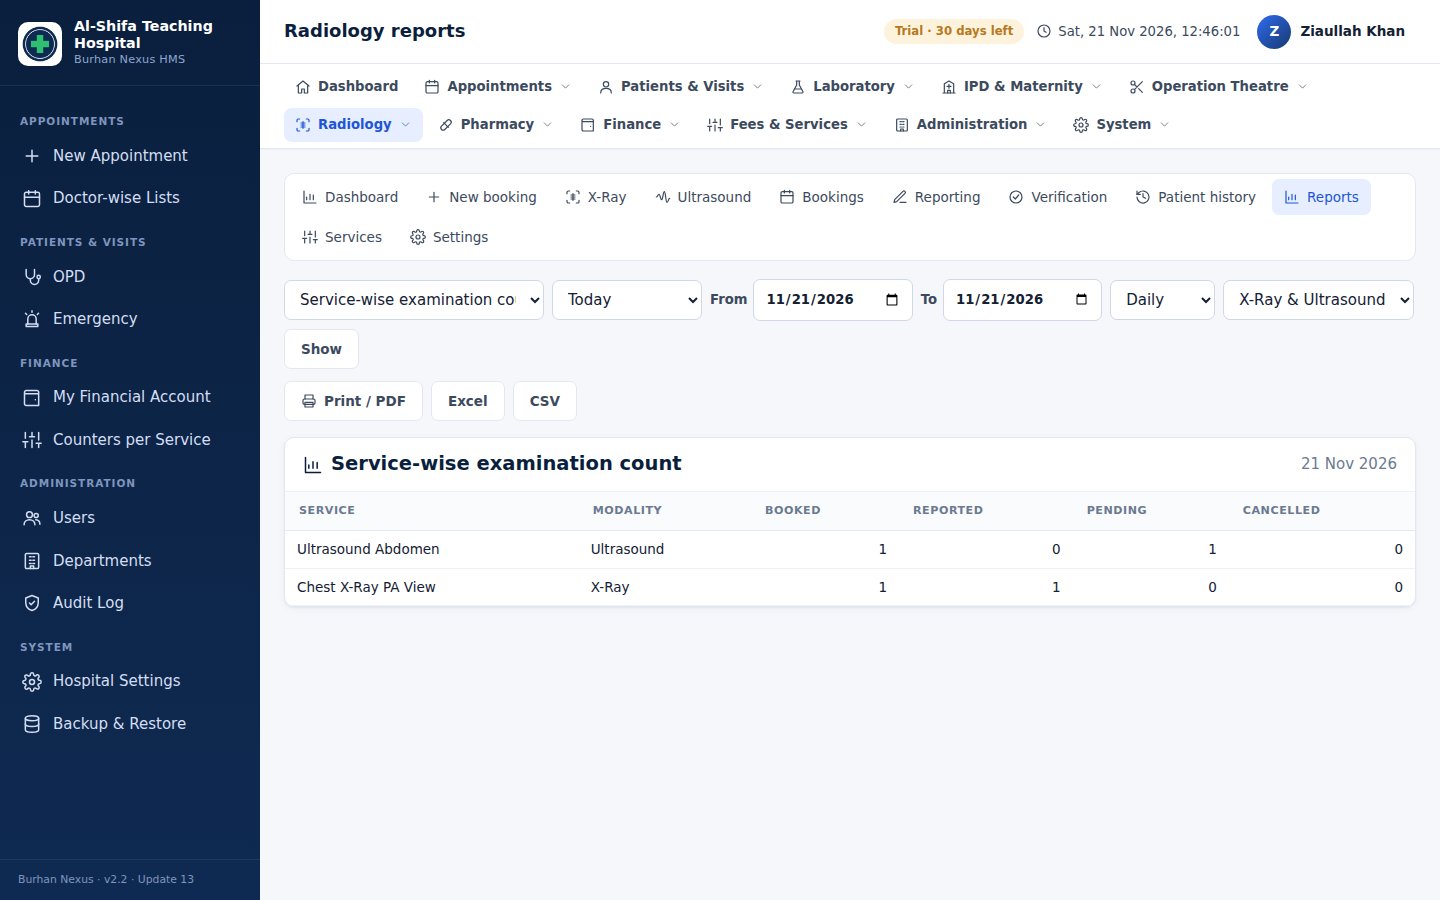 Al-Shifa Teaching Hospital
Burhan Nexus HMS
APPOINTMENTS
New Appointment
Doctor-wise Lists
PATIENTS & VISITS
OPD
Emergency
FINANCE
My Financial Account
Counters per Service
ADMINISTRATION
Users
Departments
Audit Log
SYSTEM
Hospital Settings
Backup & Restore
Burhan Nexus · v2.2 · Update 13
Radiology reports
Trial · 30 days left
Sat, 21 Nov 2026, 12:46:01
Z
Ziaullah Khan
Dashboard Appointments Patients & Visits Laboratory IPD & Maternity Operation Theatre
Radiology Pharmacy Finance Fees & Services Administration System
Dashboard New booking X-Ray Ultrasound Bookings Reporting Verification Patient history Reports
Services Settings
Service-wise examination co Today From 11/21/2026 To 11/21/2026 Daily X-Ray & Ultrasound
Show
Print / PDF Excel CSV
Service-wise examination count 21 Nov 2026
SERVICE MODALITY BOOKED REPORTED PENDING CANCELLED
Ultrasound Abdomen Ultrasound 1 0 1 0
Chest X-Ray PA View X-Ray 1 1 0 0